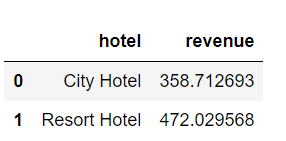 hotel revenue
0 City Hotel 358.712693
1 Resort Hotel 472.029568